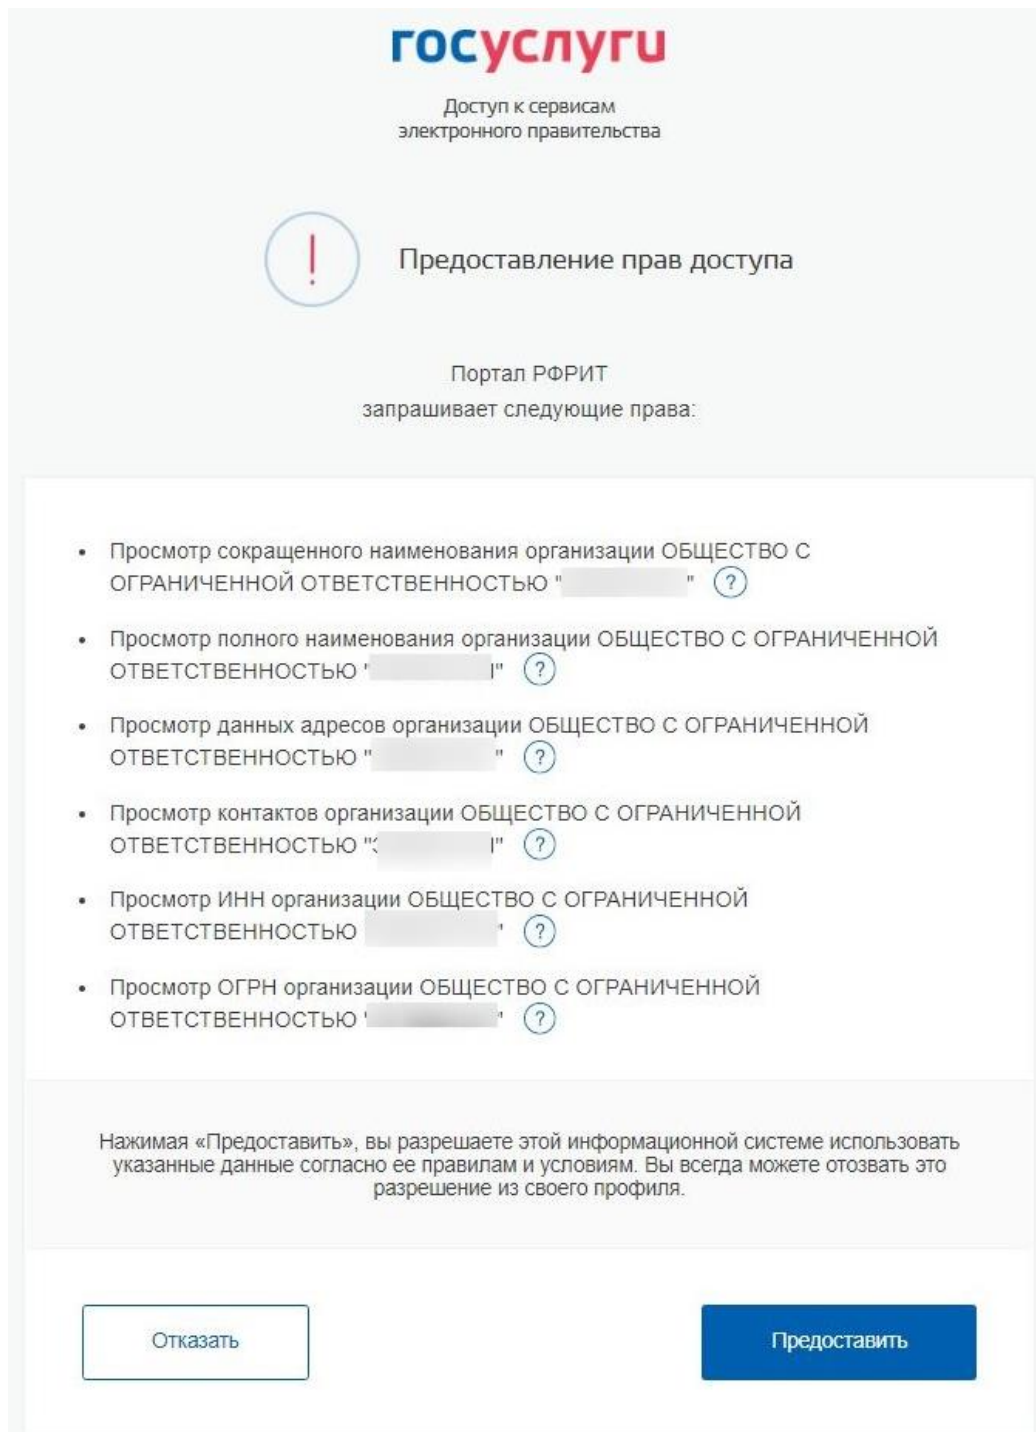 госуслуги
Доступ к сервисам
электронного правительства
Предоставление прав доступа
Портал РФРИТ
запрашивает следующие права:
• Просмотр сокращенного наименования организации ОБЩЕСТВО С
ОГРАНИЧЕННОЙ ОТВЕТСТВЕННОСТЬЮ " " ?
• Просмотр полного наименования организации ОБЩЕСТВО С ОГРАНИЧЕННОЙ
ОТВЕТСТВЕННОСТЬЮ " " ?
• Просмотр данных адресов организации ОБЩЕСТВО С ОГРАНИЧЕННОЙ
ОТВЕТСТВЕННОСТЬЮ " " ?
• Просмотр контактов организации ОБЩЕСТВО С ОГРАНИЧЕННОЙ
ОТВЕТСТВЕННОСТЬЮ " " ?
• Просмотр ИНН организации ОБЩЕСТВО С ОГРАНИЧЕННОЙ
ОТВЕТСТВЕННОСТЬЮ " ?
• Просмотр ОГРН организации ОБЩЕСТВО С ОГРАНИЧЕННОЙ
ОТВЕТСТВЕННОСТЬЮ " " ?
Нажимая «Предоставить», вы разрешаете этой информационной системе использовать
указанные данные согласно ее правилам и условиям. Вы всегда можете отозвать это
разрешение из своего профиля.
Отказать
Предоставить